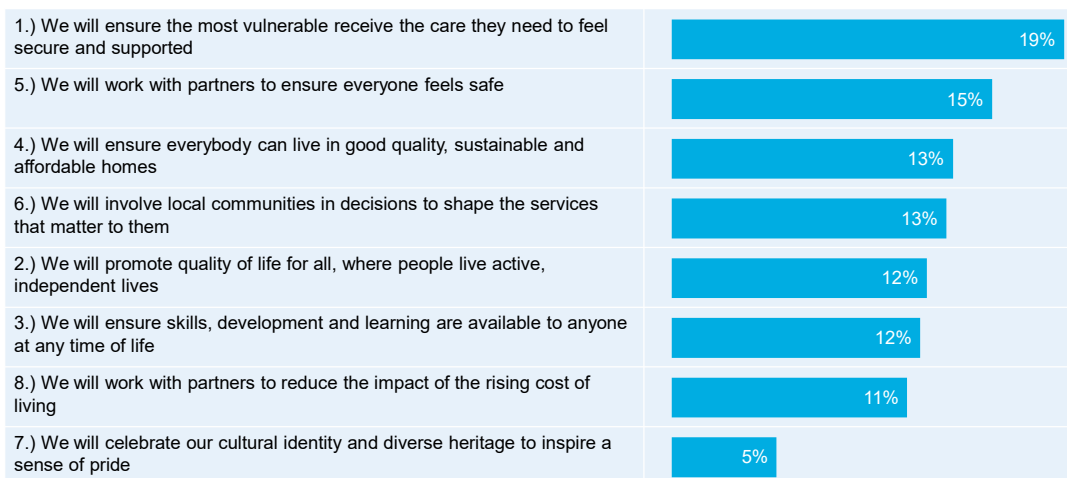 1.) We will ensure the most vulnerable receive the care they need to feel
secure and supported
19%
5.) We will work with partners to ensure everyone feels safe
15%
4.) We will ensure everybody can live in good quality, sustainable and
affordable homes
13%
6.) We will involve local communities in decisions to shape the services
that matter to them
13%
2.) We will promote quality of life for all, where people live active,
independent lives
12%
3.) We will ensure skills, development and learning are available to anyone
at any time of life
12%
8.) We will work with partners to reduce the impact of the rising cost of
living
11%
7.) We will celebrate our cultural identity and diverse heritage to inspire a
sense of pride
5%